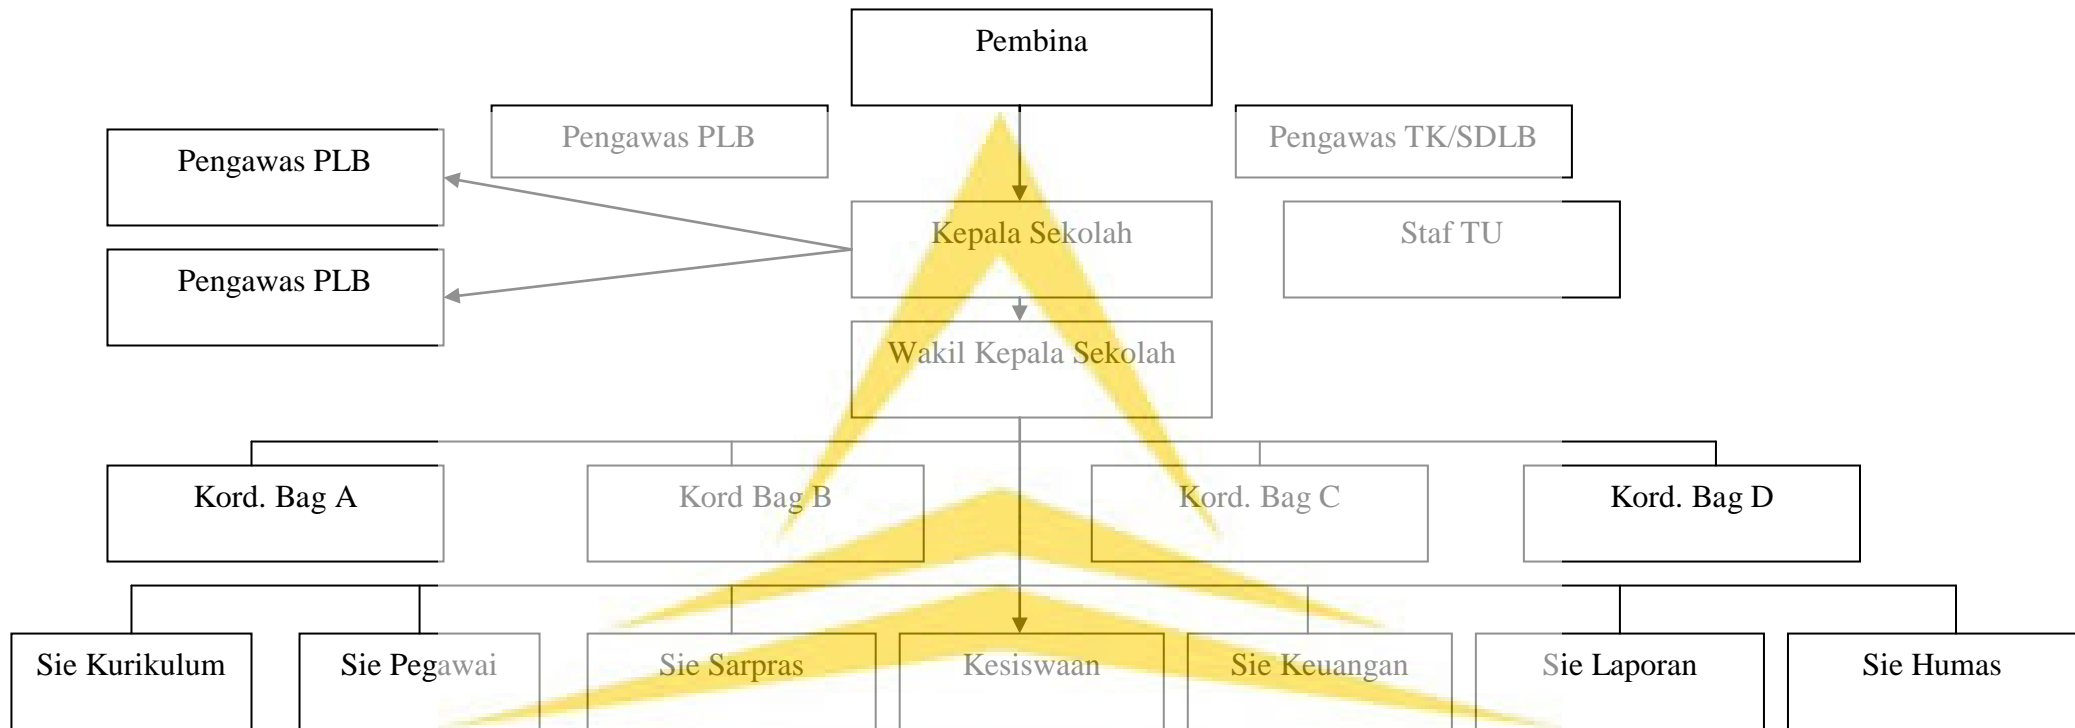 Pembina
Pengawas PLB
Pengawas TK/SDLB
Pengawas PLB
Kepala Sekolah
Staf TU
Pengawas PLB
Wakil Kepala Sekolah
Kord. Bag A
Kord Bag B
Kord. Bag C
Kord. Bag D
Sie Kurikulum
Sie Pegawai
Sie Sarpras
Kesiswaan
Sie Keuangan
Sie Laporan
Sie Humas